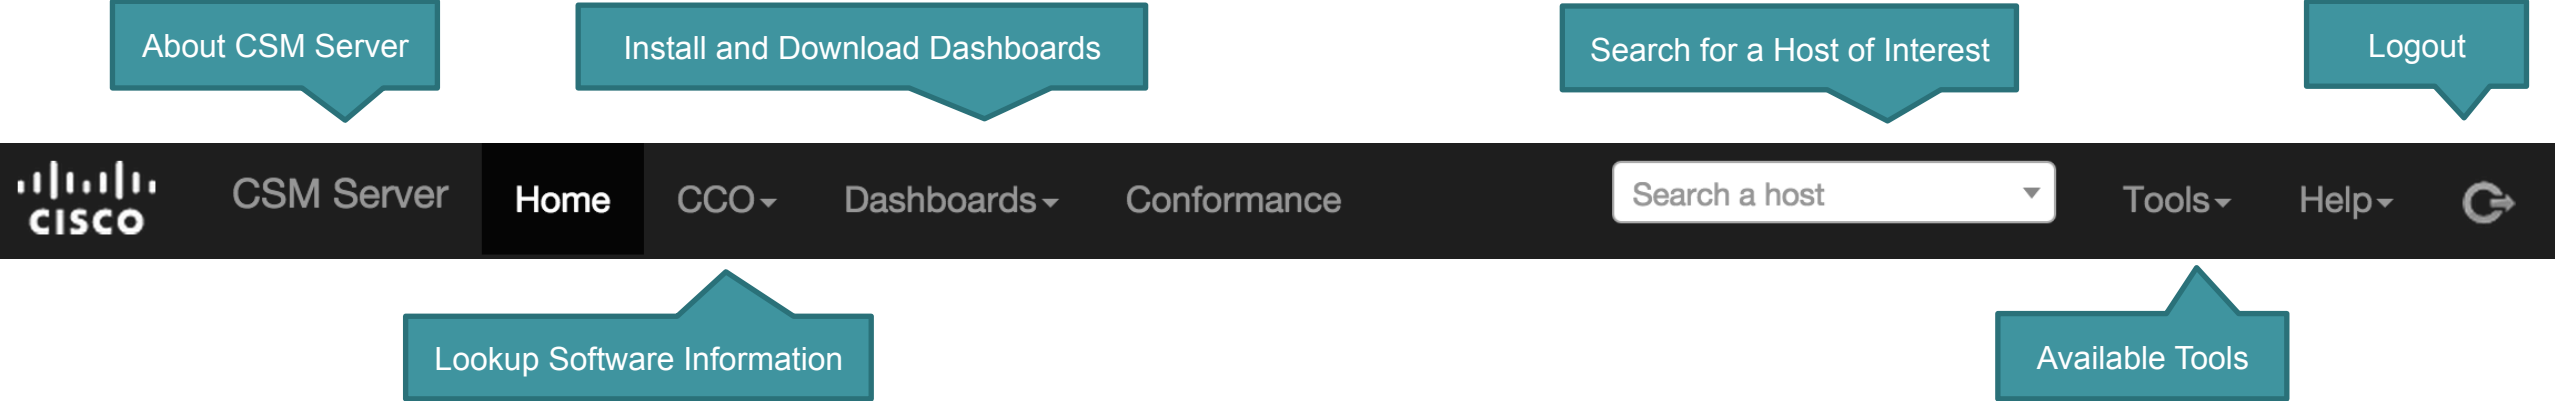 About CSM Server
Install and Download Dashboards
Search for a Host of Interest
Logout
CISCO
CSM Server
Home
CCO
Dashboards
Conformance
Search a host
Tools
Help
Lookup Software Information
Available Tools